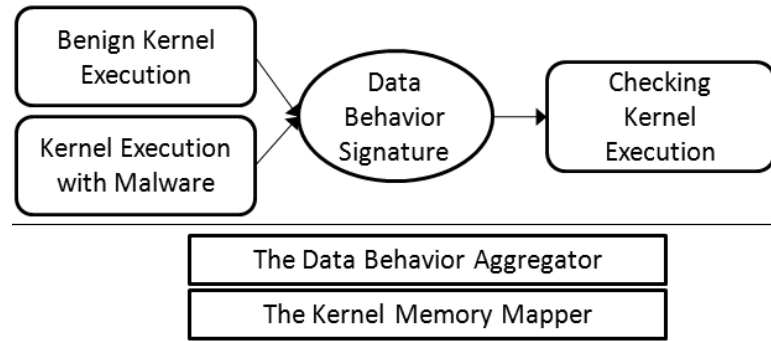 Benign Kernel
Execution
Kernel Execution
with Malware
Data
Behavior
Signature
Checking
Kernel
Execution
The Data Behavior Aggregator
The Kernel Memory Mapper